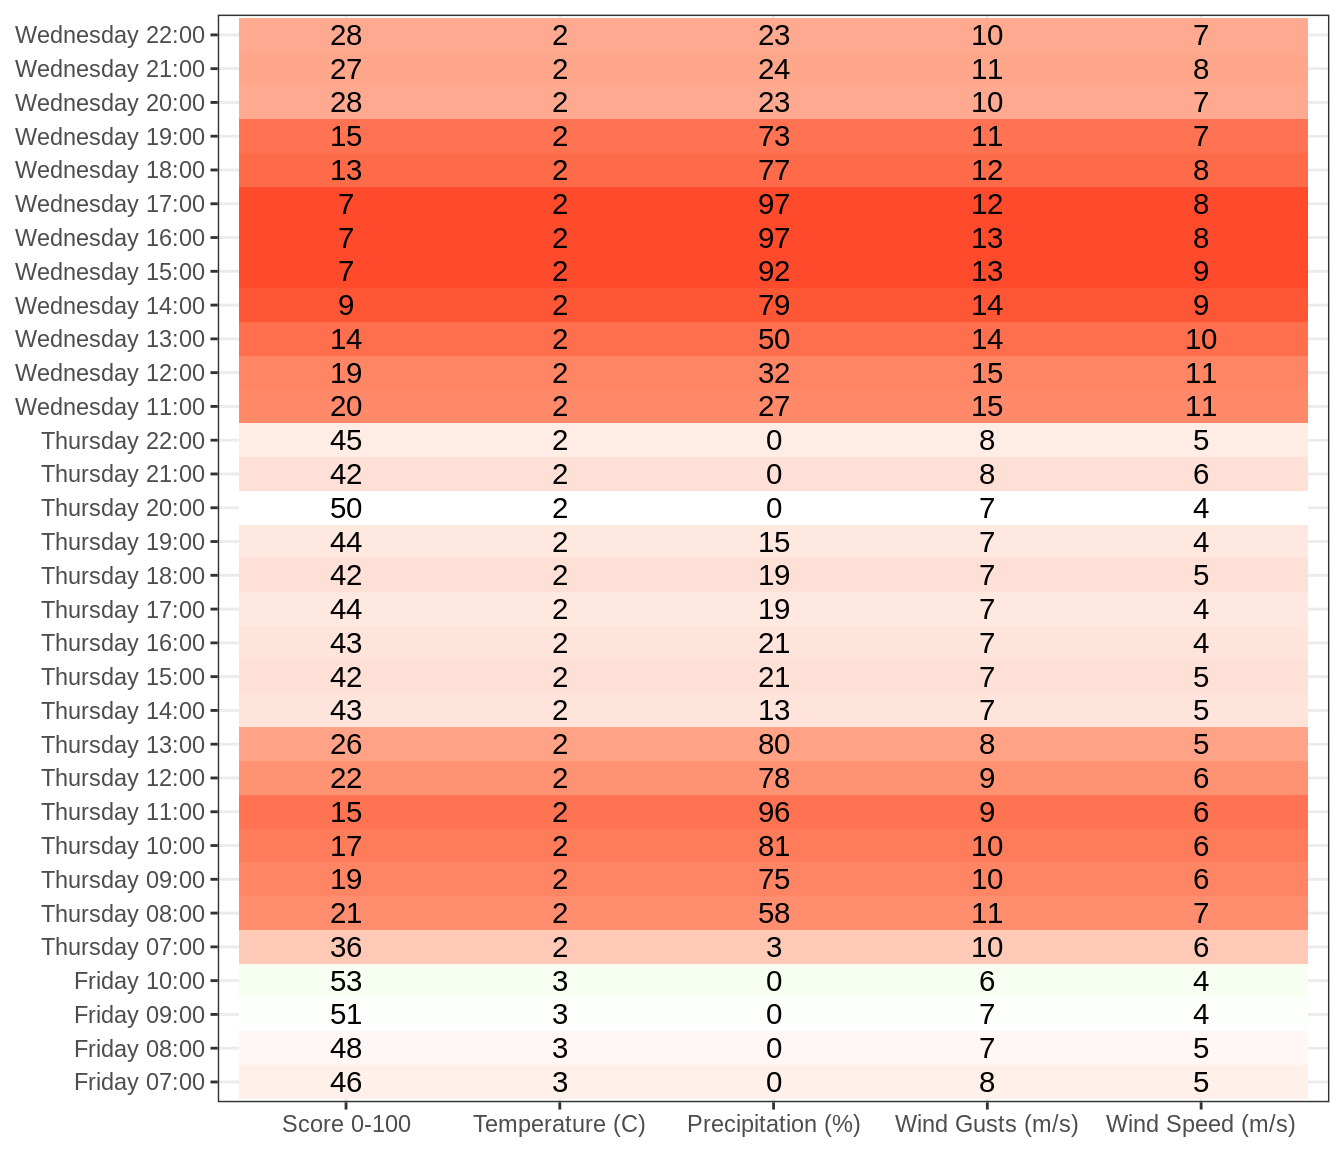 Wednesday 22:00 28 2 23 10 7
Wednesday 21:00 27 2 24 11 8
Wednesday 20:00 28 2 23 10 7
Wednesday 19:00 15 2 73 11 7
Wednesday 18:00 13 2 77 12 8
Wednesday 17:00 7 2 97 12 8
Wednesday 16:00 7 2 97 13 8
Wednesday 15:00 7 2 92 13 9
Wednesday 14:00 9 2 79 14 9
Wednesday 13:00 14 2 50 14 10
Wednesday 12:00 19 2 32 15 11
Wednesday 11:00 20 2 27 15 11
Thursday 22:00 45 2 0 8 5
Thursday 21:00 42 2 0 8 6
Thursday 20:00 50 2 0 7 4
Thursday 19:00 44 2 15 7 4
Thursday 18:00 42 2 19 7 5
Thursday 17:00 44 2 19 7 4
Thursday 16:00 43 2 21 7 4
Thursday 15:00 42 2 21 7 5
Thursday 14:00 43 2 13 7 5
Thursday 13:00 26 2 80 8 5
Thursday 12:00 22 2 78 9 6
Thursday 11:00 15 2 96 9 6
Thursday 10:00 17 2 81 10 6
Thursday 09:00 19 2 75 10 6
Thursday 08:00 21 2 58 11 7
Thursday 07:00 36 2 3 10 6
Friday 10:00 53 3 0 6 4
Friday 09:00 51 3 0 7 4
Friday 08:00 48 3 0 7 5
Friday 07:00 46 3 0 8 5
Score 0-100 Temperature (C) Precipitation (%) Wind Gusts (m/s) Wind Speed (m/s)